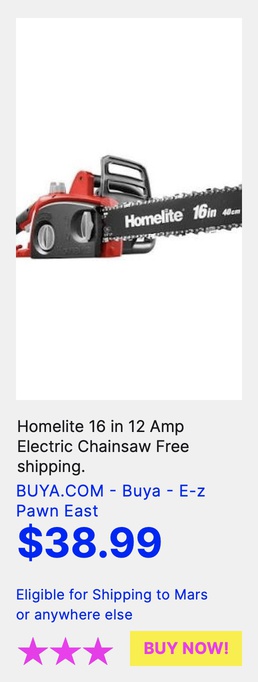 Homelite 16in 40cm
Homelite 16 in 12 Amp
Electric Chainsaw Free
shipping.
BUYA.COM - Buya - E-z
Pawn East
$38.99
Eligible for Shipping to Mars
or anywhere else
BUY NOW!